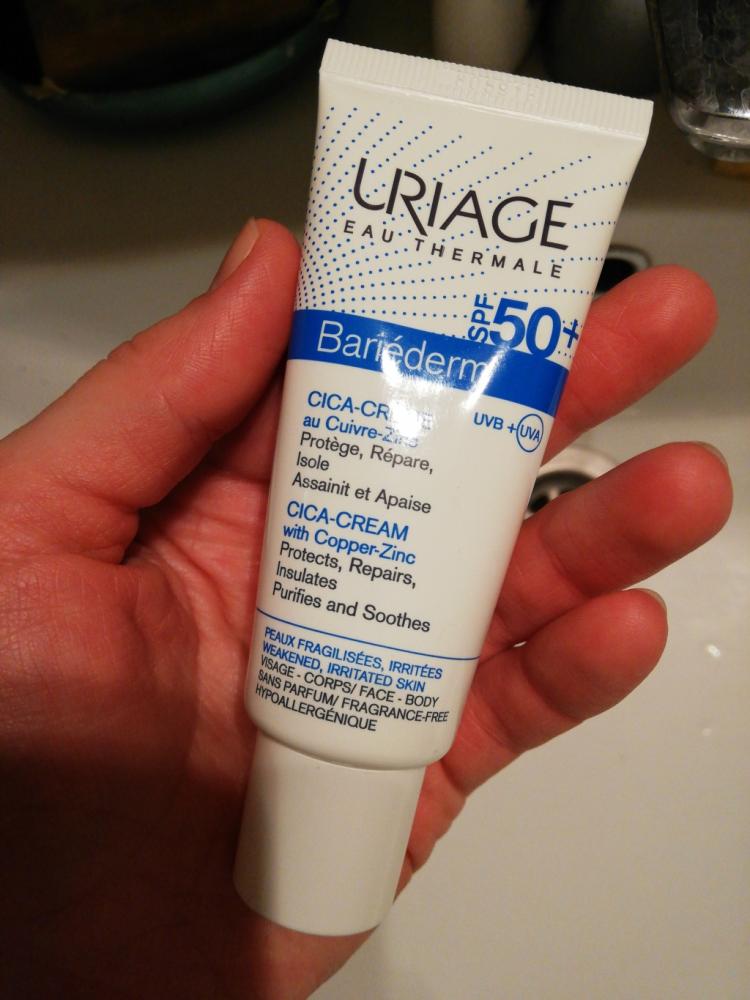 URIAGE
EAU THERMALE
SPF 50+
Bariéderm
UVB + UVA
CICA-CRÈME
au Cuivre-Zinc
Protège, Répare,
Isole
Assainit et Apaise
CICA-CREAM
with Copper-Zinc
Protects, Repairs,
Insulates
Purifies and Soothes
PEAUX FRAGILISÉES, IRRITÉES
WEAKENED, IRRITATED SKIN
VISAGE - CORPS/ FACE - BODY
SANS PARFUM/ FRAGRANCE-FREE
HYPOALLERGÉNIQUE